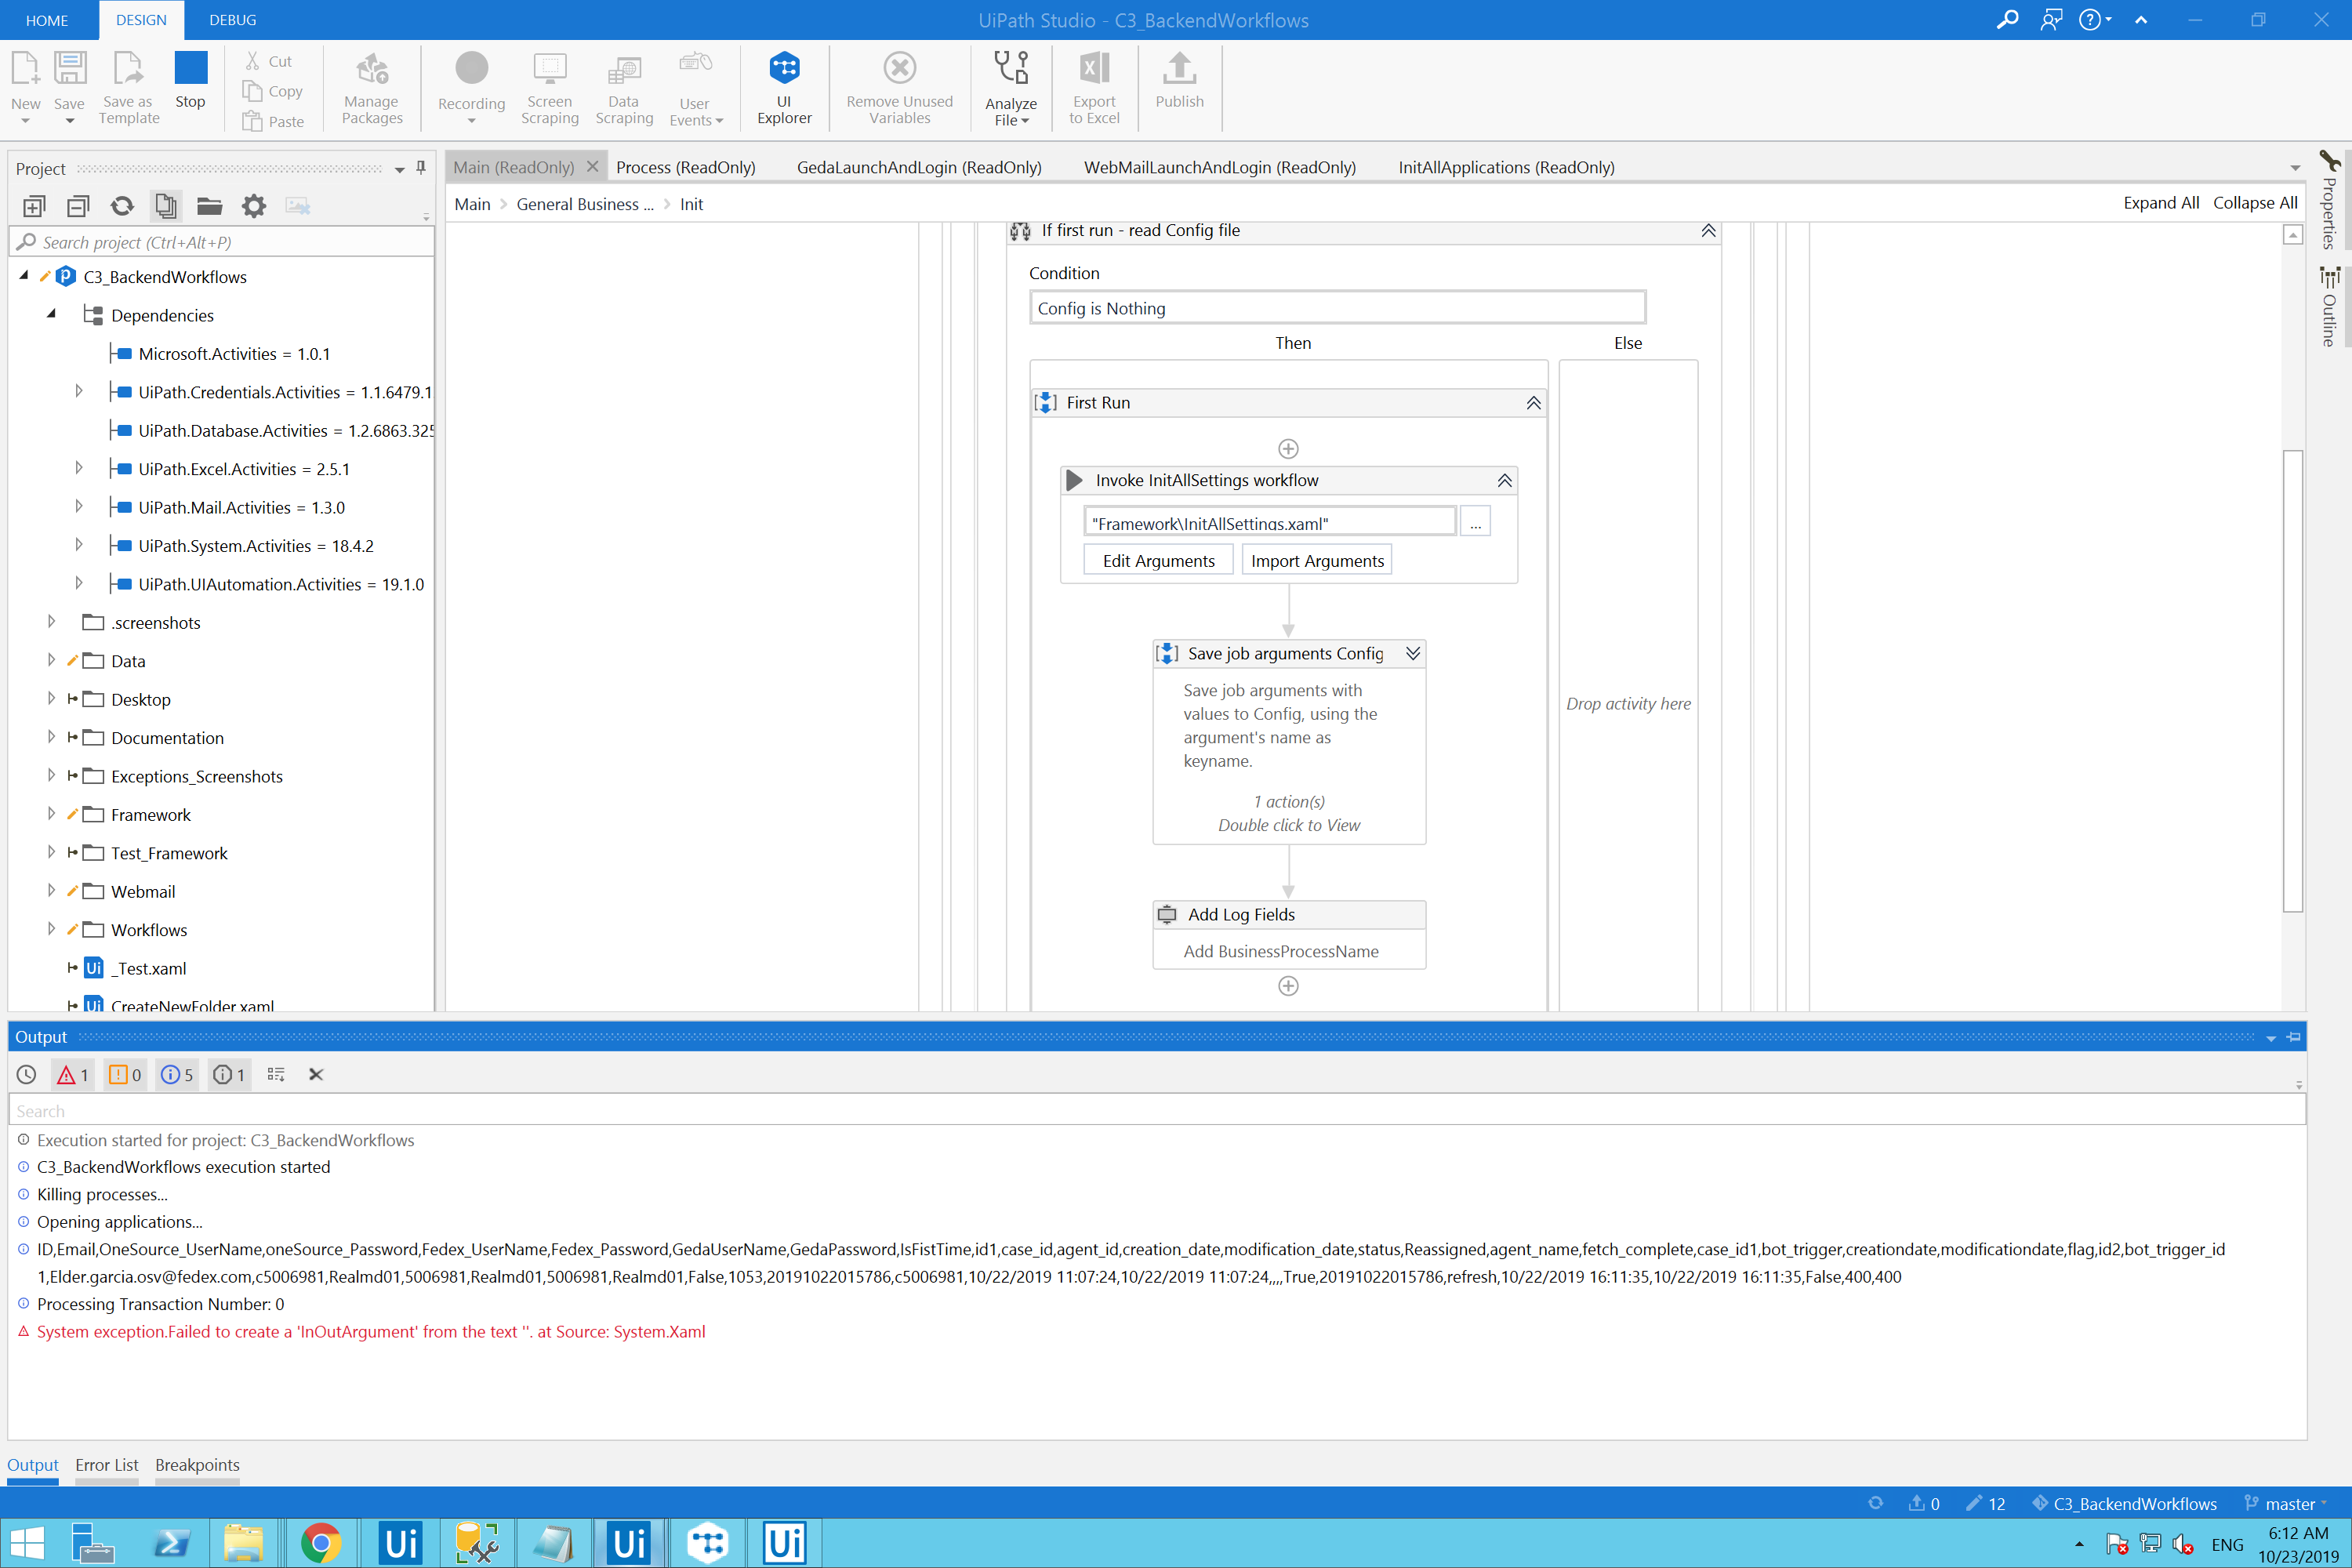 HOME DESIGN DEBUG UiPath Studio - C3_BackendWorkflows
New Save Save as Template Stop Cut Copy Paste Manage Packages Recording Screen Scraping Data Scraping User Events UI Explorer Remove Unused Variables Analyze File Export to Excel Publish
Project
Main (ReadOnly) Process (ReadOnly) GedaLaunchAndLogin (ReadOnly) WebMailLaunchAndLogin (ReadOnly) InitAllApplications (ReadOnly)
Main > General Business ... > Init Expand All Collapse All
Properties
Outline
Search project (Ctrl+Alt+P)
C3_BackendWorkflows
Dependencies
Microsoft.Activities = 1.0.1
UiPath.Credentials.Activities = 1.1.6479.1
UiPath.Database.Activities = 1.2.6863.325
UiPath.Excel.Activities = 2.5.1
UiPath.Mail.Activities = 1.3.0
UiPath.System.Activities = 18.4.2
UiPath.UIAutomation.Activities = 19.1.0
.screenshots
Data
Desktop
Documentation
Exceptions_Screenshots
Framework
Test_Framework
Webmail
Workflows
Ui _Test.xaml
Ui CreateNewFolder.xaml
If first run - read Config file
Condition
Config is Nothing
Then Else
First Run
Invoke InitAllSettings workflow
"Framework\InitAllSettings.xaml" ...
Edit Arguments Import Arguments
Save job arguments Config
Save job arguments with
values to Config, using the
argument's name as
keyname.
1 action(s)
Double click to View
Drop activity here
Add Log Fields
Add BusinessProcessName
Output
1 0 5 1
Search
Execution started for project: C3_BackendWorkflows
C3_BackendWorkflows execution started
Killing processes...
Opening applications...
ID,Email,OneSource_UserName,oneSource_Password,Fedex_UserName,Fedex_Password,GedaUserName,GedaPassword,IsFistTime,id1,case_id,agent_id,creation_date,modification_date,status,Reassigned,agent_name,fetch_complete,case_id1,bot_trigger,creationdate,modificationdate,flag,id2,bot_trigger_id
1,Elder.garcia.osv@fedex.com,c5006981,Realmd01,5006981,Realmd01,5006981,Realmd01,False,1053,20191022015786,c5006981,10/22/2019 11:07:24,10/22/2019 11:07:24,,,,True,20191022015786,refresh,10/22/2019 16:11:35,10/22/2019 16:11:35,False,400,400
Processing Transaction Number: 0
System exception.Failed to create a 'InOutArgument' from the text ''. at Source: System.Xaml
Output Error List Breakpoints
0 12 C3_BackendWorkflows master
Ui Ui Ui ENG 6:12 AM
10/23/2019